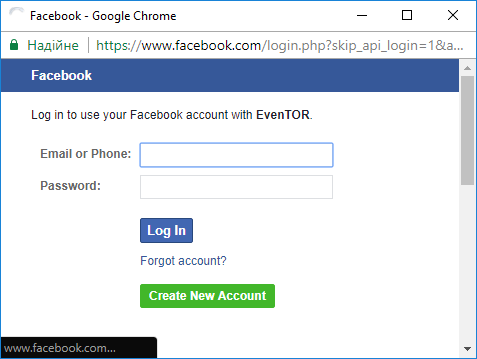 Facebook - Google Chrome
Надійне https://www.facebook.com/login.php?skip_api_login=1&a...
Facebook
Log in to use your Facebook account with EvenTOR.
Email or Phone:
Password:
Log In
Forgot account?
Create New Account
www.facebook.com...